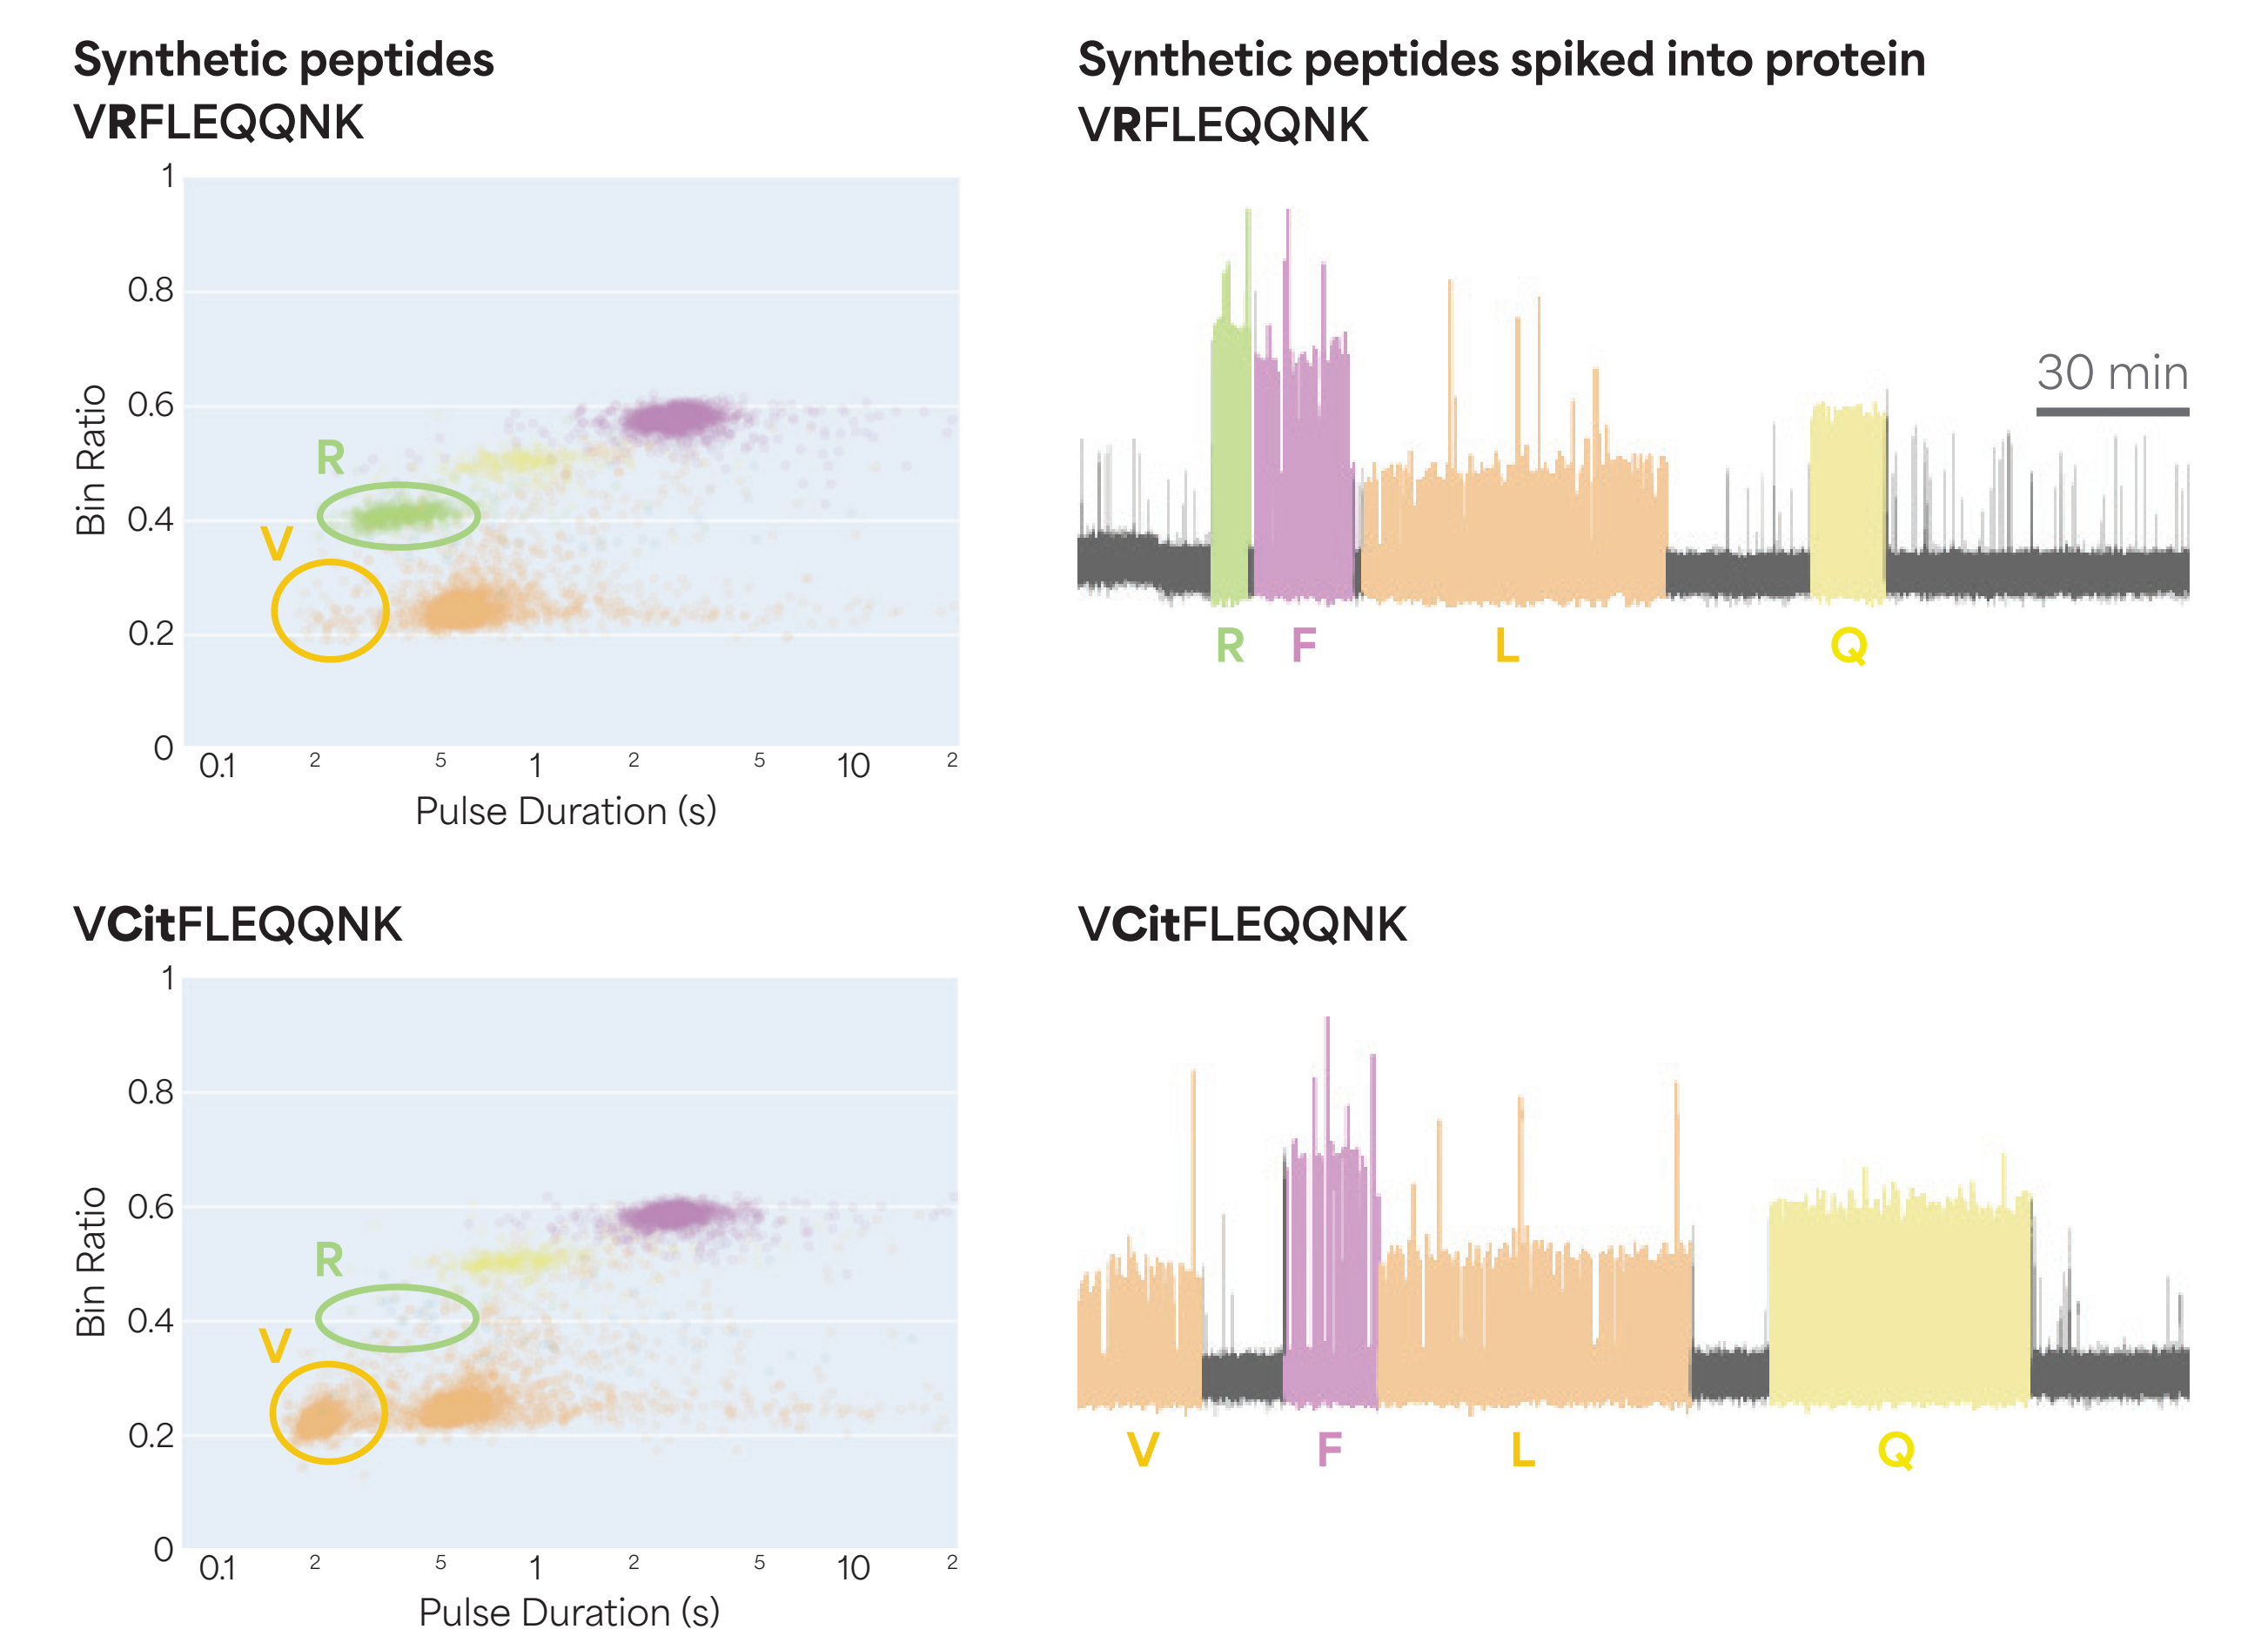 Synthetic peptides
VRFLEQQNK
1
0.8
0.6
0.4
0.2
0
Bin Ratio
R
V
0.1 2 5 1 2 5 10 2
Pulse Duration (s)
Synthetic peptides spiked into protein
VRFLEQQNK
30 min
R F L Q
VCitFLEQQNK
1
0.8
0.6
0.4
0.2
0
Bin Ratio
R
V
0.1 2 5 1 2 5 10 2
Pulse Duration (s)
VCitFLEQQNK
V F L Q